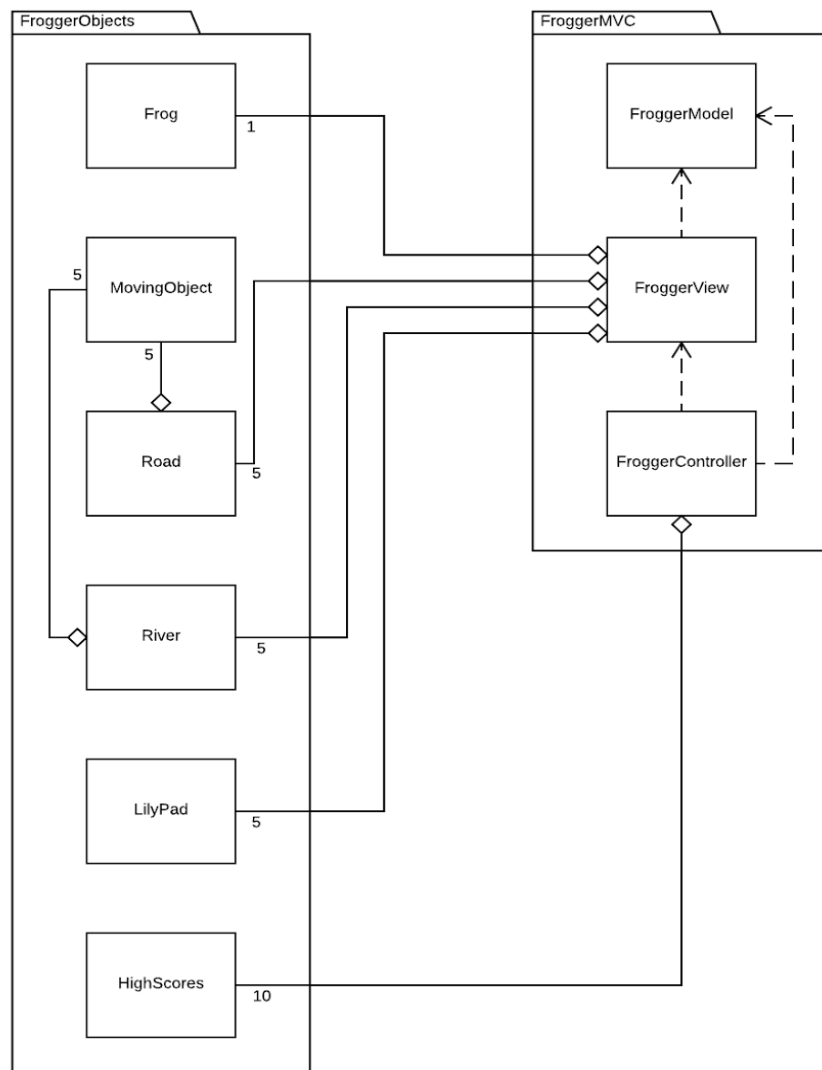 FroggerObjects
FroggerMVC
Frog
1
FroggerModel
5
MovingObject
5
FroggerView
Road
5
FroggerController
River
5
LilyPad
5
HighScores
10